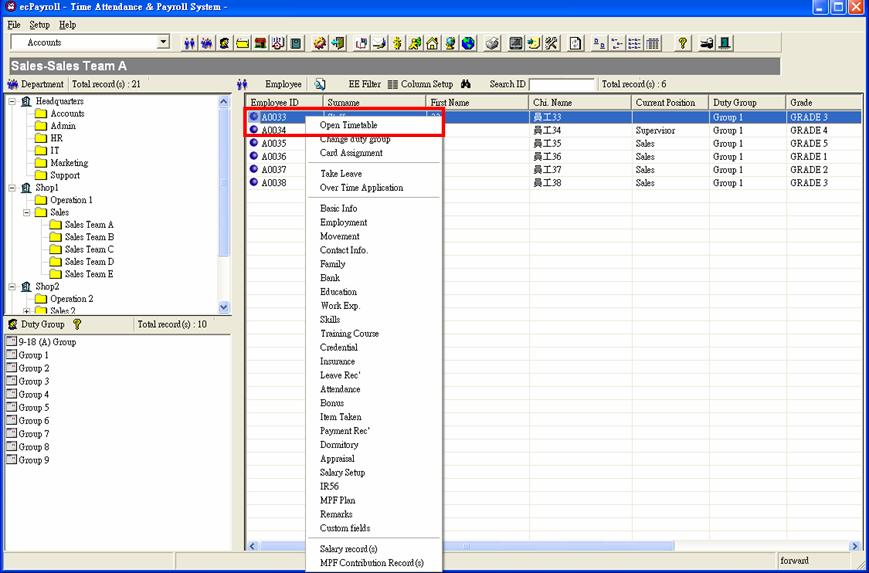 ecPayroll - Time Attendance & Payroll System -
File Setup Help
Accounts
Sales-Sales Team A
Department Total record(s) : 21
Employee EE Filter Column Setup Search ID Total record(s) : 6
Headquarters
Accounts
Admin
HR
IT
Marketing
Support
Shop1
Operation 1
Sales
Sales Team A
Sales Team B
Sales Team C
Sales Team D
Sales Team E
Shop2
Operation 2
Sales 2
Duty Group Total record(s) : 10
9-18 (A) Group
Group 1
Group 2
Group 3
Group 4
Group 5
Group 6
Group 7
Group 8
Group 9
Employee ID Surname First Name Chi. Name Current Position Duty Group Grade
A0033 員工33 Group 1 GRADE 3
A0034 員工34 Supervisor Group 1 GRADE 4
A0035 員工35 Sales Group 1 GRADE 5
A0036 員工36 Sales Group 1 GRADE 1
A0037 員工37 Sales Group 1 GRADE 2
A0038 員工38 Sales Group 1 GRADE 3
Open Timetable
Change duty group
Card Assignment
Take Leave
Over Time Application
Basic Info
Employment
Movement
Contact Info.
Family
Bank
Education
Work Exp.
Skills
Training Course
Credential
Insurance
Leave Rec'
Attendance
Bonus
Item Taken
Payment Rec'
Dormitory
Appraisal
Salary Setup
IR56
MPF Plan
Remarks
Custom fields
Salary record(s)
MPF Contribution Record(s)
forward